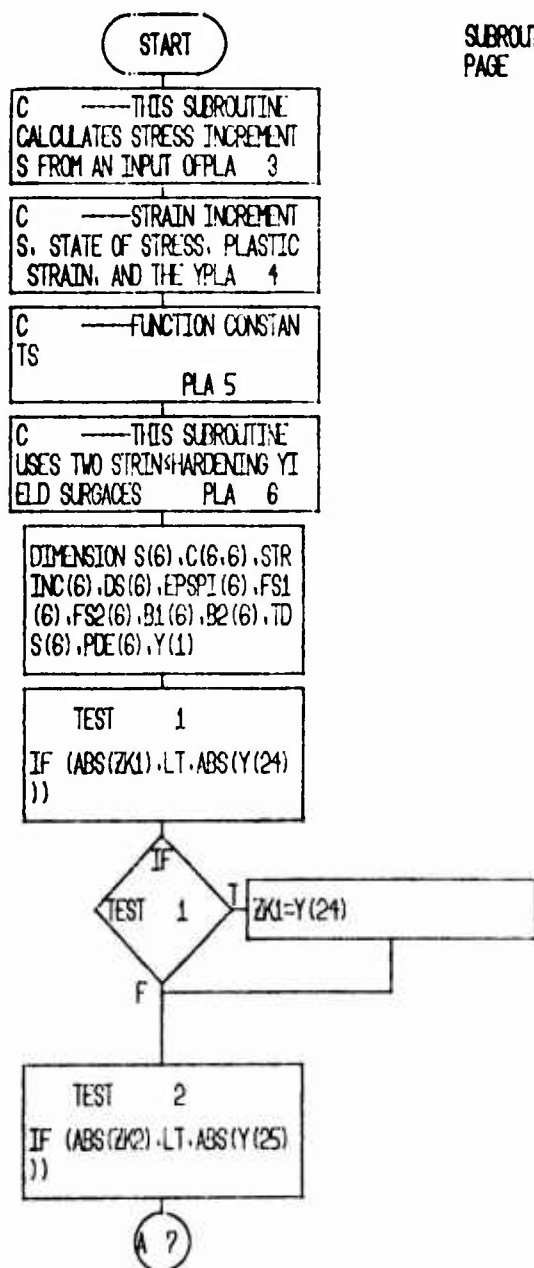 START
SUBROUT
PAGE
C -----THIS SUBROUTINE
CALCULATES STRESS INCREMENT
S FROM AN INPUT OFPLA 3
C -----STRAIN INCREMENT
S, STATE OF STRESS, PLASTIC
STRAIN, AND THE YPLA 4
C -----FUNCTION CONSTAN
TS
PLA 5
C -----THIS SUBROUTINE
USES TWO STRINSHARDENING YI
ELD SURGACES PLA 6
DIMENSION S(6),C(6,6),STR
INC(6),DS(6),EPSPI(6),FS1
(6),FS2(6),B1(6),B2(6),TD
S(6),PDE(6),Y(1)
TEST 1
IF (ABS(ZK1).LT.ABS(Y(24)
))
IF
TEST 1
T
ZK1=Y(24)
F
TEST 2
IF (ABS(ZK2).LT.ABS(Y(25)
))
A 7